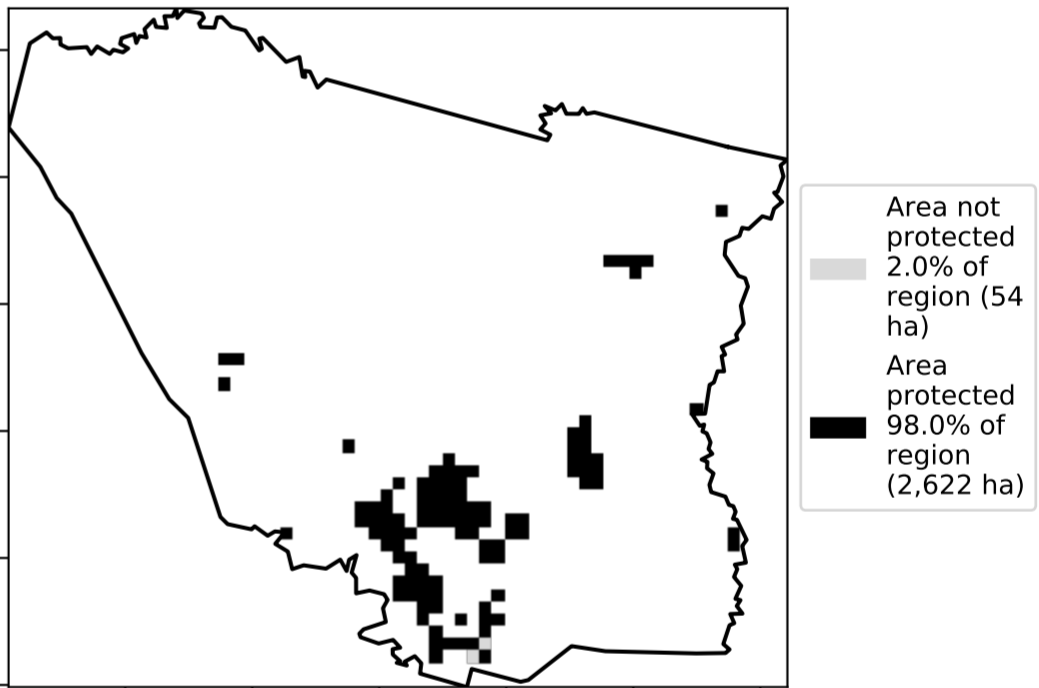 Area not
protected
2.0% of
region (54
ha)
Area
protected
98.0% of
region
(2,622 ha)